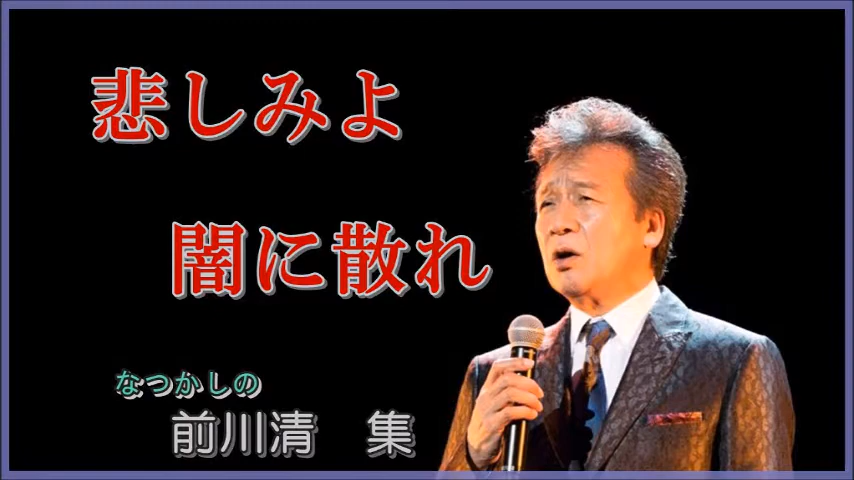 悲しみよ
闇に散れ
なつかしの
前川清　集